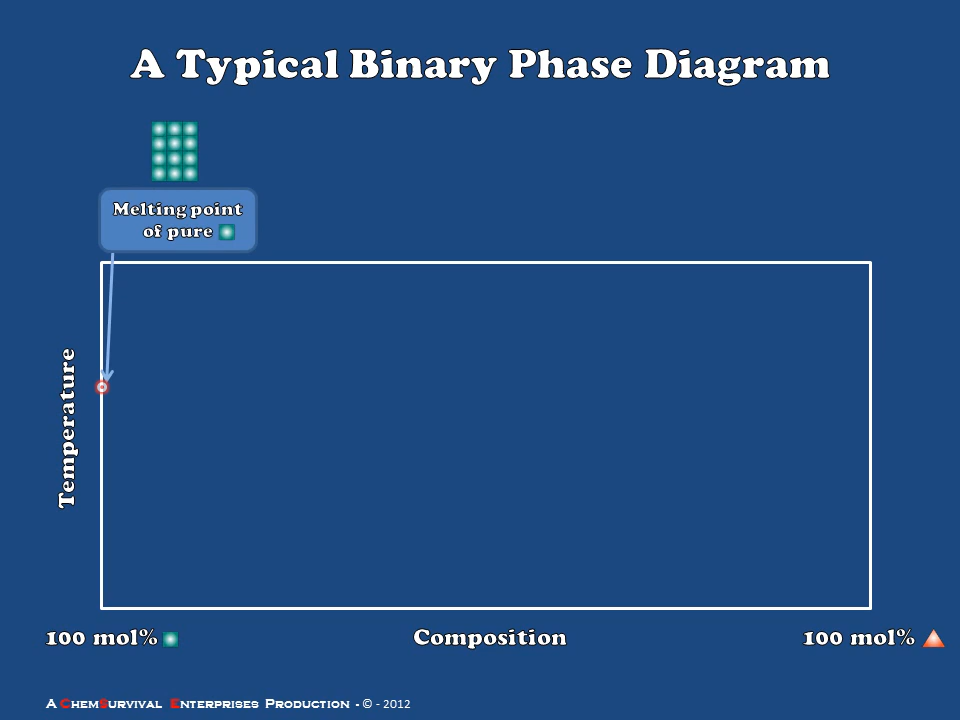 A Typical Binary Phase Diagram
Melting point
of pure
Temperature
100 mol%
Composition
100 mol%
A ChemSurvival Enterprises Production - © - 2012